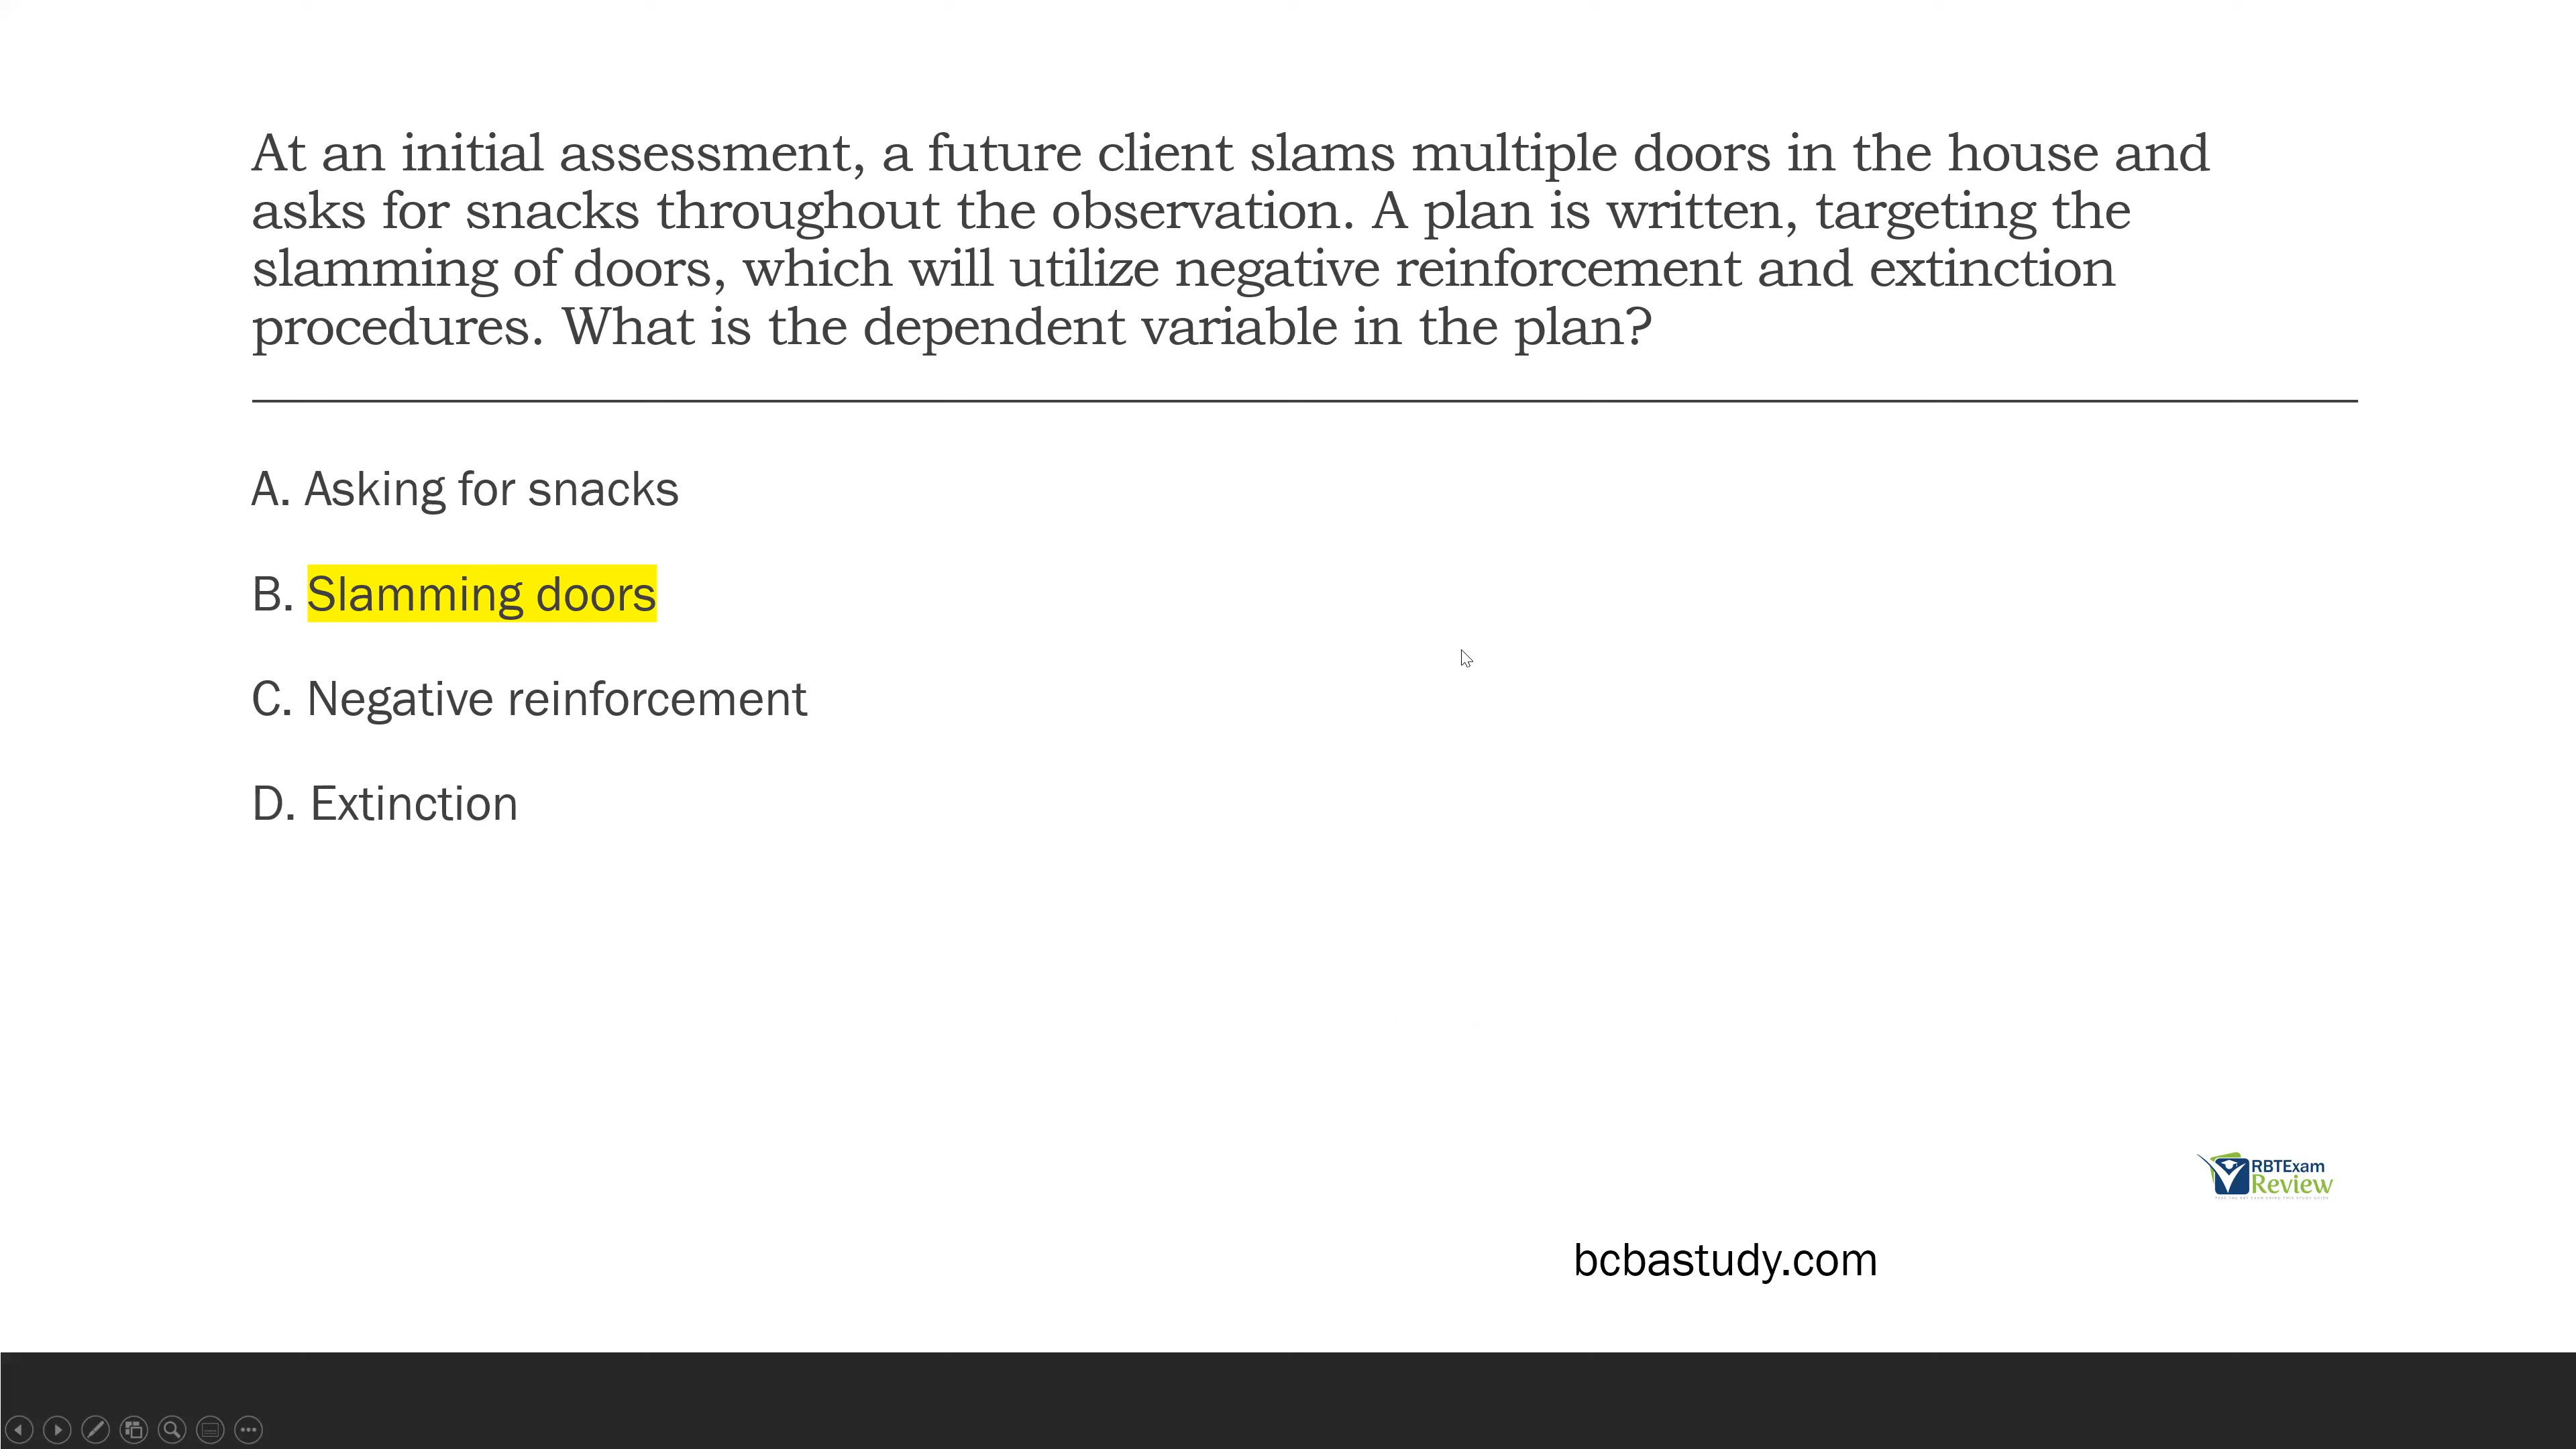 At an initial assessment, a future client slams multiple doors in the house and
asks for snacks throughout the observation. A plan is written, targeting the
slamming of doors, which will utilize negative reinforcement and extinction
procedures. What is the dependent variable in the plan?
A. Asking for snacks
B. Slamming doors
C. Negative reinforcement
D. Extinction
RBTExam
Review
bcbastudy.com